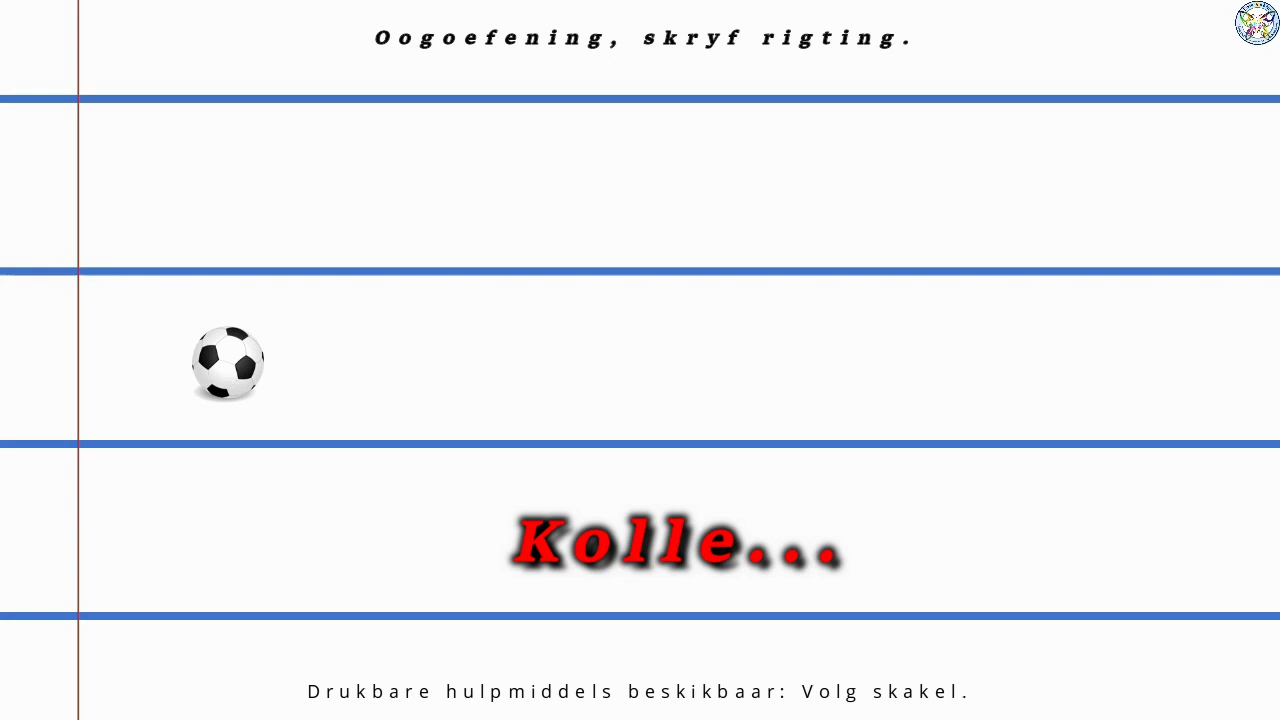 Oogoefening, skryf rigting.
Kolle...
Drukbare hulpmiddels beskikbaar: Volg skakel.